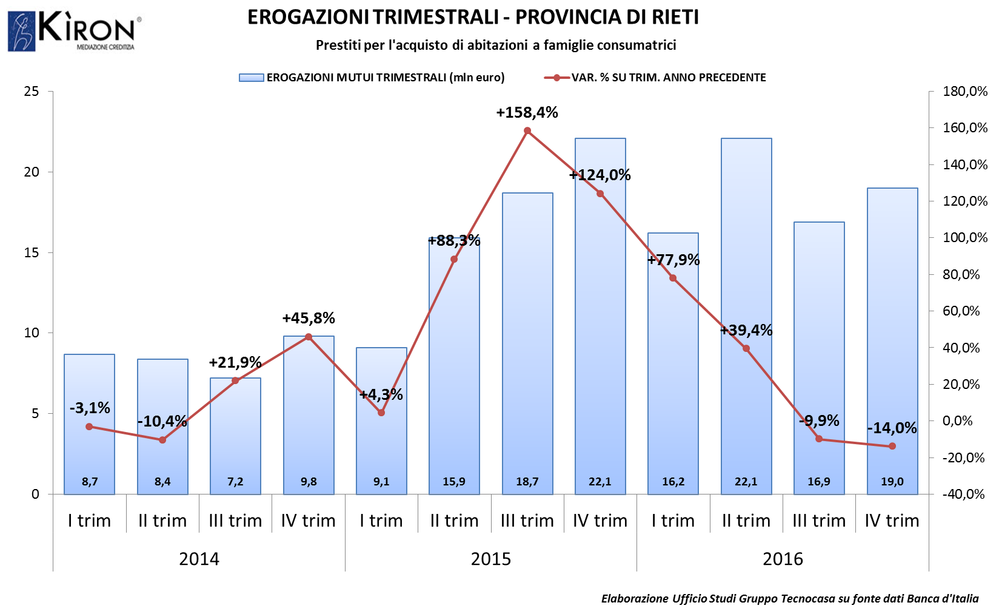 KÌRON®
MEDIAZIONE CREDITIZIA
EROGAZIONI TRIMESTRALI - PROVINCIA DI RIETI
Prestiti per l'acquisto di abitazioni a famiglie consumatrici
EROGAZIONI MUTUI TRIMESTRALI (mln euro) VAR. % SU TRIM. ANNO PRECEDENTE
25
20
15
10
5
0
180,0%
160,0%
140,0%
120,0%
100,0%
80,0%
60,0%
40,0%
20,0%
0,0%
-20,0%
-40,0%
-3,1% -10,4% +21,9% +45,8% +4,3% +88,3% +158,4% +124,0% +77,9% +39,4% -9,9% -14,0%
8,7 8,4 7,2 9,8 9,1 15,9 18,7 22,1 16,2 22,1 16,9 19,0
I trim II trim III trim IV trim I trim II trim III trim IV trim I trim II trim III trim IV trim
2014 2015 2016
Elaborazione Ufficio Studi Gruppo Tecnocasa su fonte dati Banca d'Italia